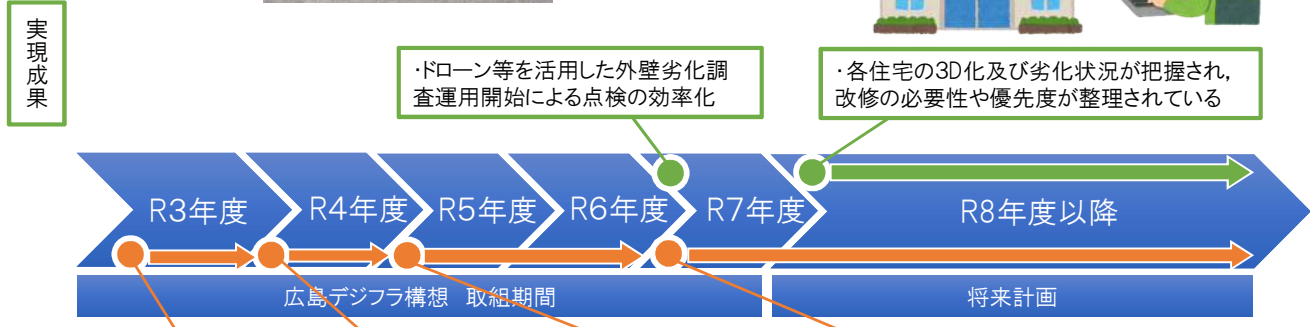 実現成果
・ドローン等を活用した外壁劣化調
査運用開始による点検の効率化
・各住宅の3D化及び劣化状況が把握され,
改修の必要性や優先度が整理されている
R3年度
R4年度
R5年度
R6年度
R7年度
R8年度以降
広島デジフラ構想　取組期間
将来計画